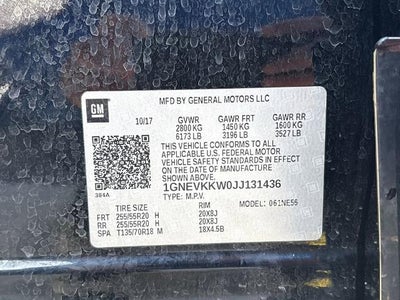 MFD BY GENERAL MOTORS LLC
GM
10/17 GVWR GAWR FRT GAWR RR
2800 KG 1450 KG 1600 KG
6173 LB 3196 LB 3527 LB
THIS VEHICLE CONFORMS TO ALL
APPLICABLE U.S. FEDERAL MOTOR
VEHICLE SAFETY STANDARDS IN EFFECT
ON THE DATE OF MANUFACTURE
SHOWN ABOVE.
1GNEVKKW0JJ131436
384A TYPE: M.P.V.
TIRE SIZE RIM MODEL: 061NE56
FRT 255/55R20 H 20X8J
RR 255/55R20 H 20X8J
SPA T135/70R18 M 18X4.5B